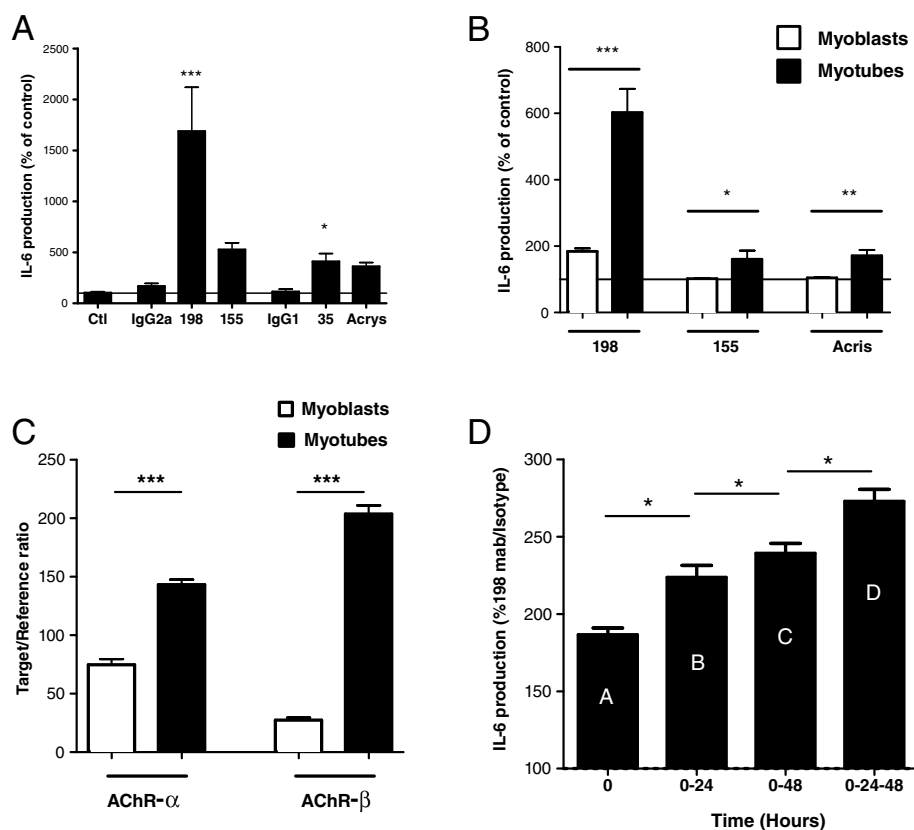 A
IL-6 production (% of control)
2500
2000
1500
1000
500
0
***
*
Ctl IgG2a 198 155 IgG1 35 Acrys
B
Myoblasts
Myotubes
IL-6 production (% of control)
800
600
400
200
0
***
*
**
198 155 Acris
C
Myoblasts
Myotubes
Target/Reference ratio
250
200
150
100
50
0
***
***
AChR-α AChR-β
D
IL-6 production (%198 mab/Isotype)
300
250
200
150
100
*
*
*
A
B
C
D
0 0-24 0-48 0-24-48
Time (Hours)